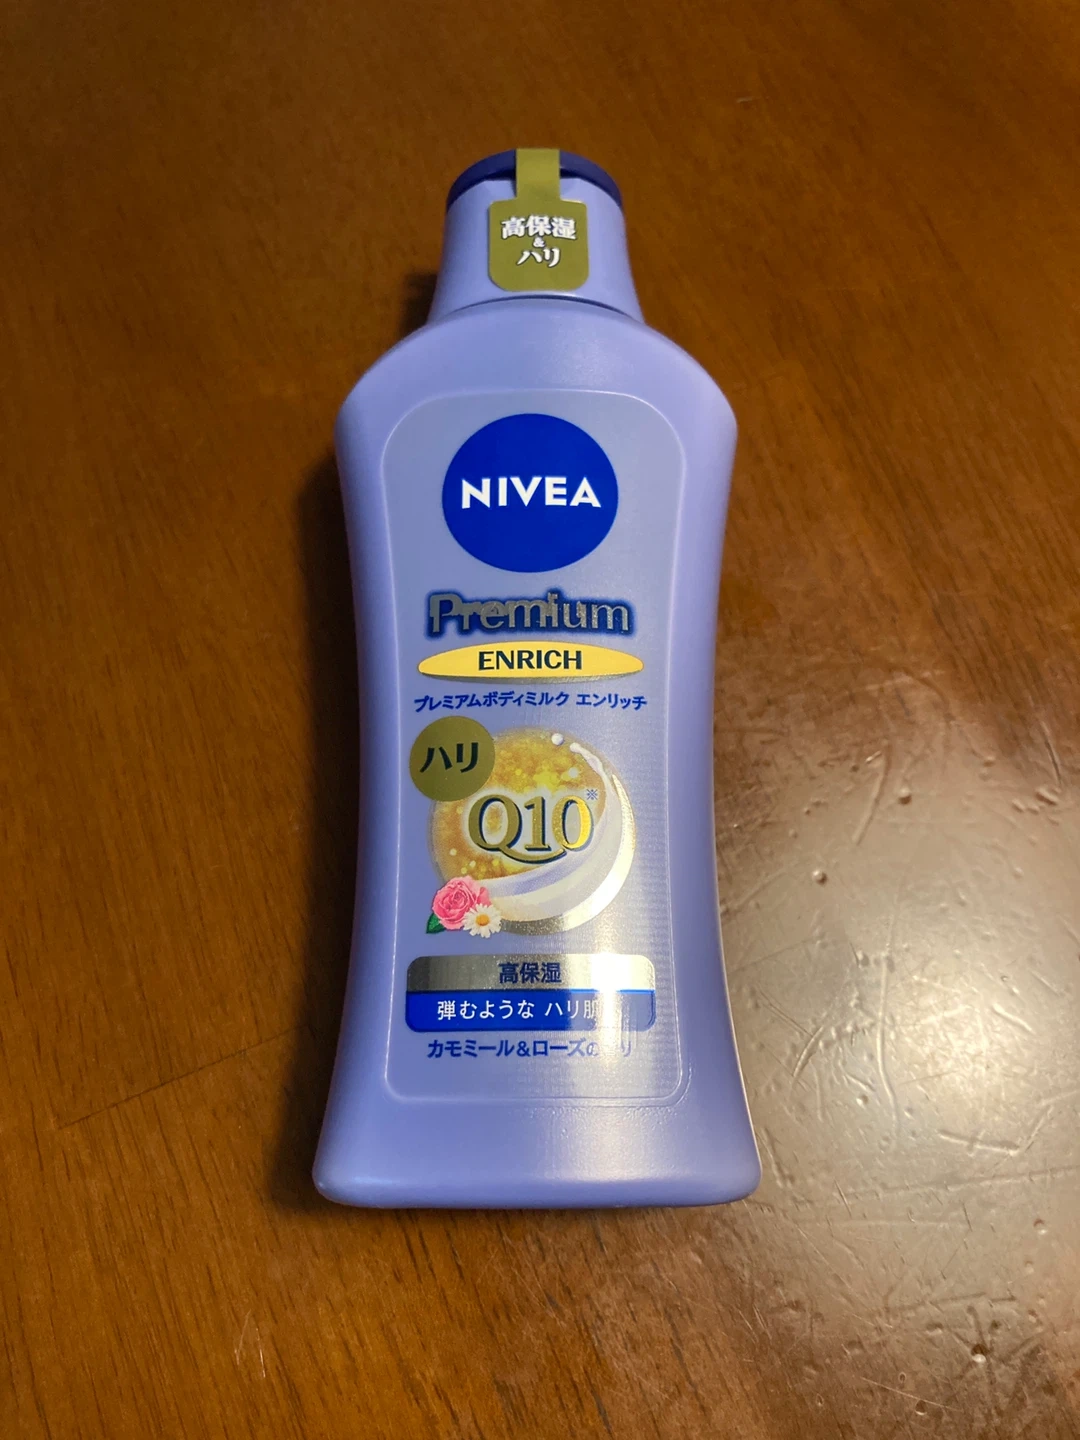 高保湿
&
ハリ
NIVEA
Premium
ENRICH
プレミアムボディミルク エンリッチ
ハリ
Q10※
高保湿
弾むような ハリ肌
カモミール&ローズの